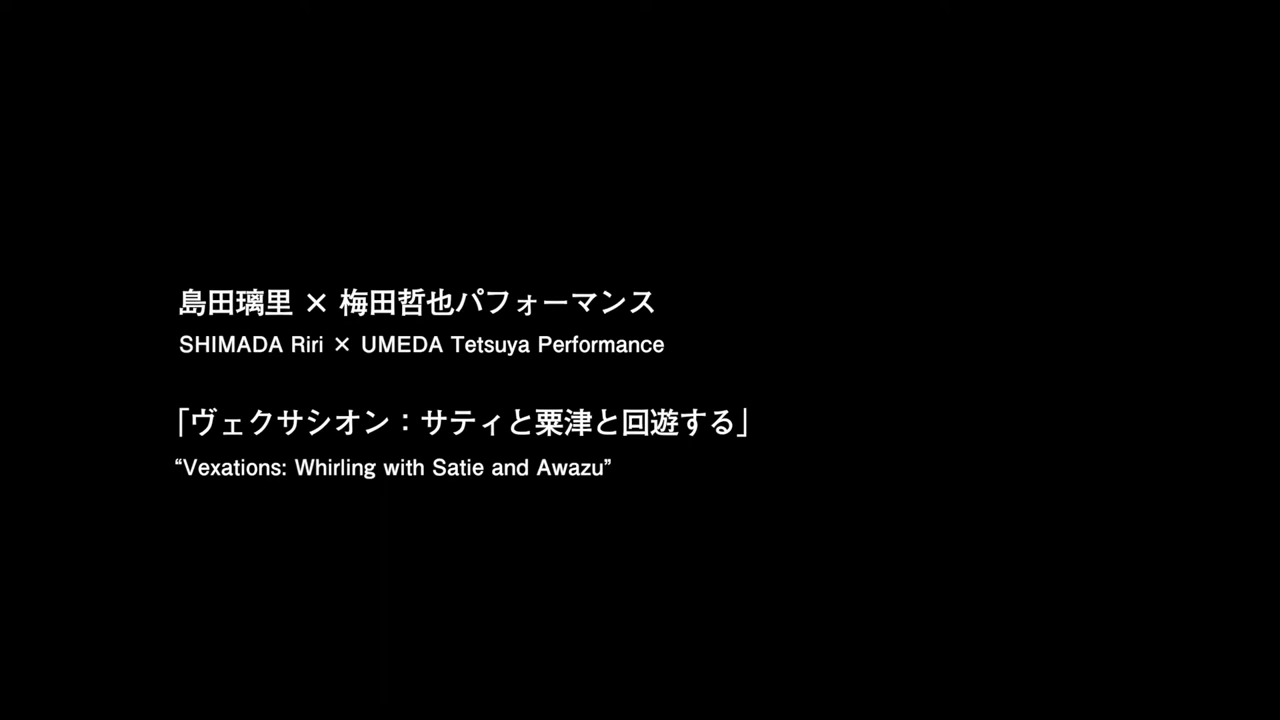 島田璃里 × 梅田哲也パフォーマンス
SHIMADA Riri × UMEDA Tetsuya Performance
「ヴェクサシオン：サティと粟津と回遊する」
“Vexations: Whirling with Satie and Awazu”